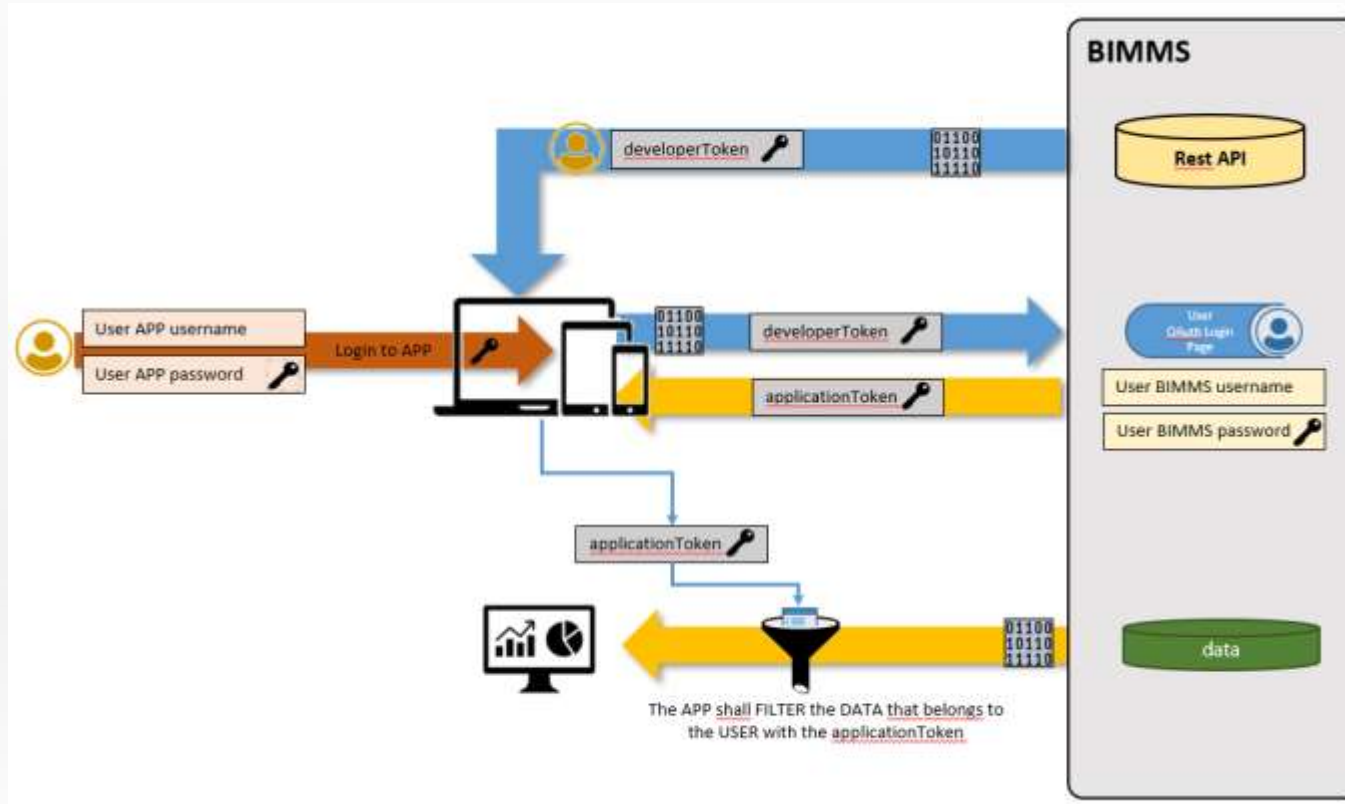 BIMMS
developerToken
01100
10110
11110
Rest API
User APP username
Login to APP
User APP password
01100
10110
11110
developerToken
User
OAuth Login
Page
applicationToken
User BIMMS username
User BIMMS password
applicationToken
01100
10110
11110
data
The APP shall FILTER the DATA that belongs to
the USER with the applicationToken